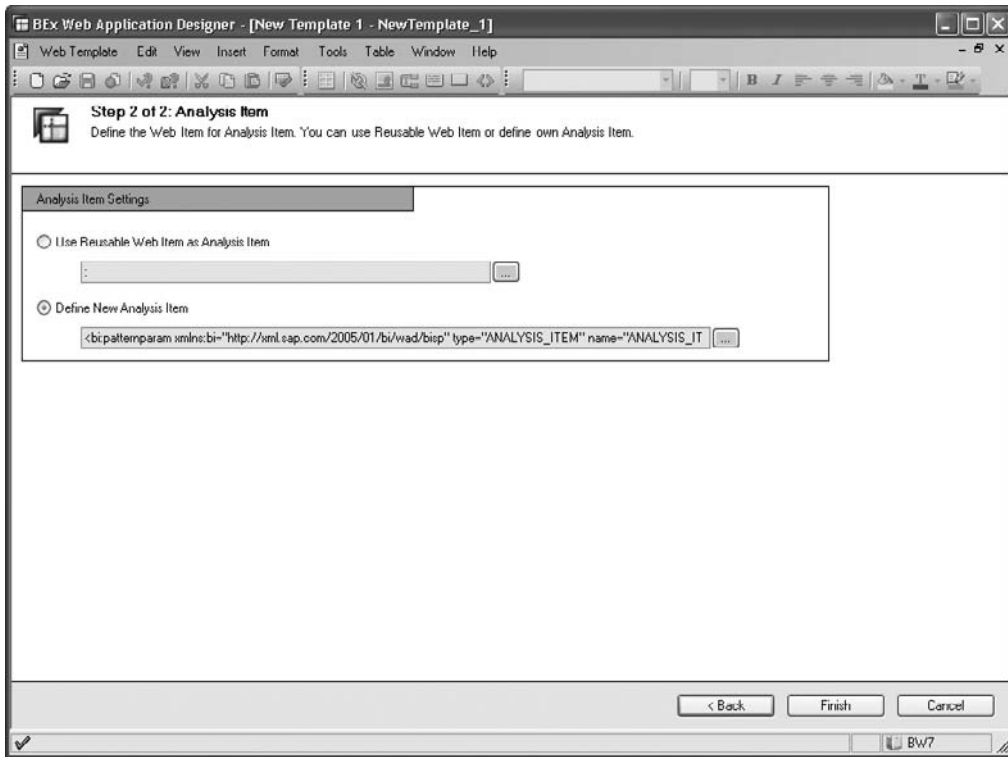 BEx Web Application Designer - [New Template 1 - NewTemplate_1]
Web Template Edit View Insert Format Tools Table Window Help
B I T
Step 2 of 2: Analysis Item
Define the Web Item for Analysis Item. You can use Reusable Web Item or define own Analysis Item.
Analysis Item Settings
Use Reusable Web Item as Analysis Item
:
...
Define New Analysis Item
<bi:patternparam xmlns:bi="http://xml.sap.com/2005/01/bi/wad/bisp" type="ANALYSIS_ITEM" name="ANALYSIS_IT
...
< Back Finish Cancel
BW7